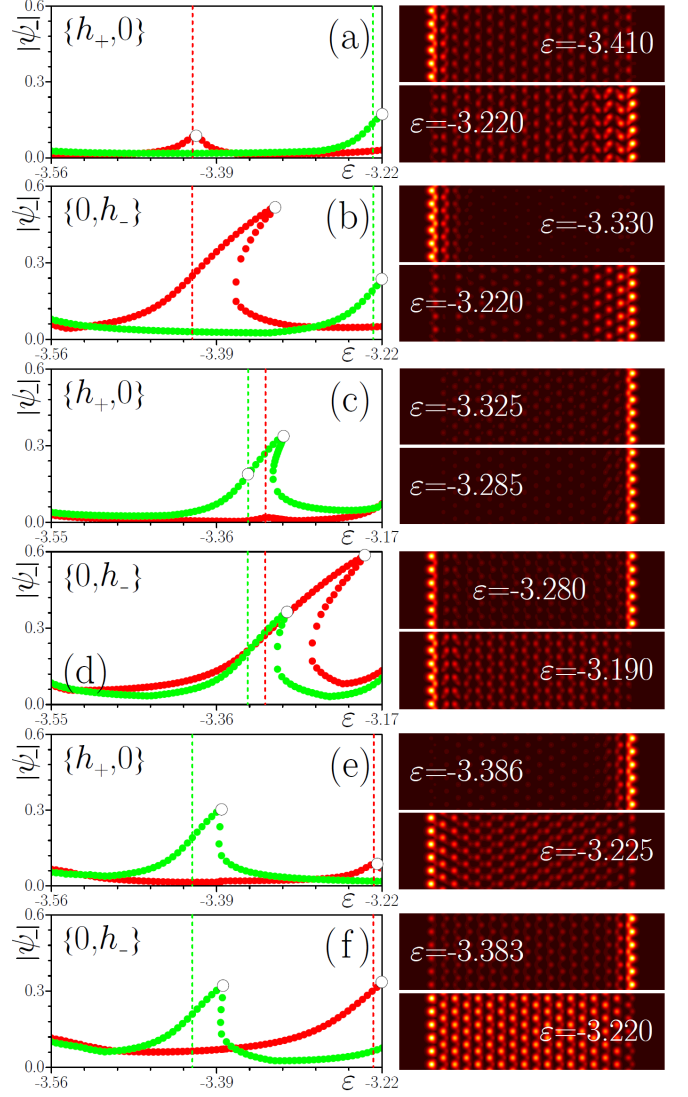 |ψ₋| 0.6 0.3 0.0 {h₊,0} (a) -3.56 -3.39 ε -3.22
ε=-3.410
ε=-3.220
|ψ₋| 0.6 0.3 0.0 {0,h₋} (b) -3.56 -3.39 ε -3.22
ε=-3.330
ε=-3.220
|ψ₋| 0.6 0.3 0.0 {h₊,0} (c) -3.55 -3.36 ε -3.17
ε=-3.325
ε=-3.285
|ψ₋| 0.6 0.3 0.0 {0,h₋} (d) -3.55 -3.36 ε -3.17
ε=-3.280
ε=-3.190
|ψ₋| 0.6 0.3 0.0 {h₊,0} (e) -3.56 -3.39 ε -3.22
ε=-3.386
ε=-3.225
|ψ₋| 0.6 0.3 0.0 {0,h₋} (f) -3.56 -3.39 ε -3.22
ε=-3.383
ε=-3.220